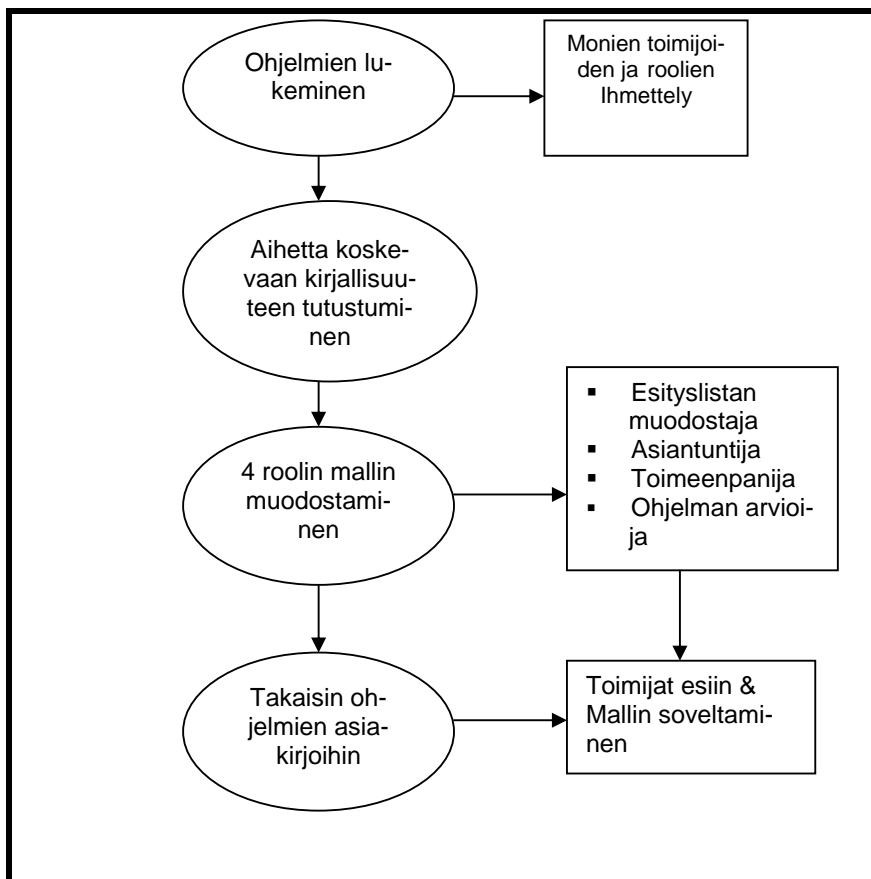 Ohjelmien lu-
keminen
Monien toimijoi-
den ja roolien
Ihmettely
Aihetta koske-
vaan kirjallisuu-
teen tutustumi-
nen
4 roolin mallin
muodostami-
nen
▪ Esityslistan
muodostaja
▪ Asiantuntija
▪ Toimeenpanija
▪ Ohjelman arvioi-
ja
Takaisin oh-
jelmien asia-
kirjoihin
Toimijat esiin &
Mallin soveltami-
nen